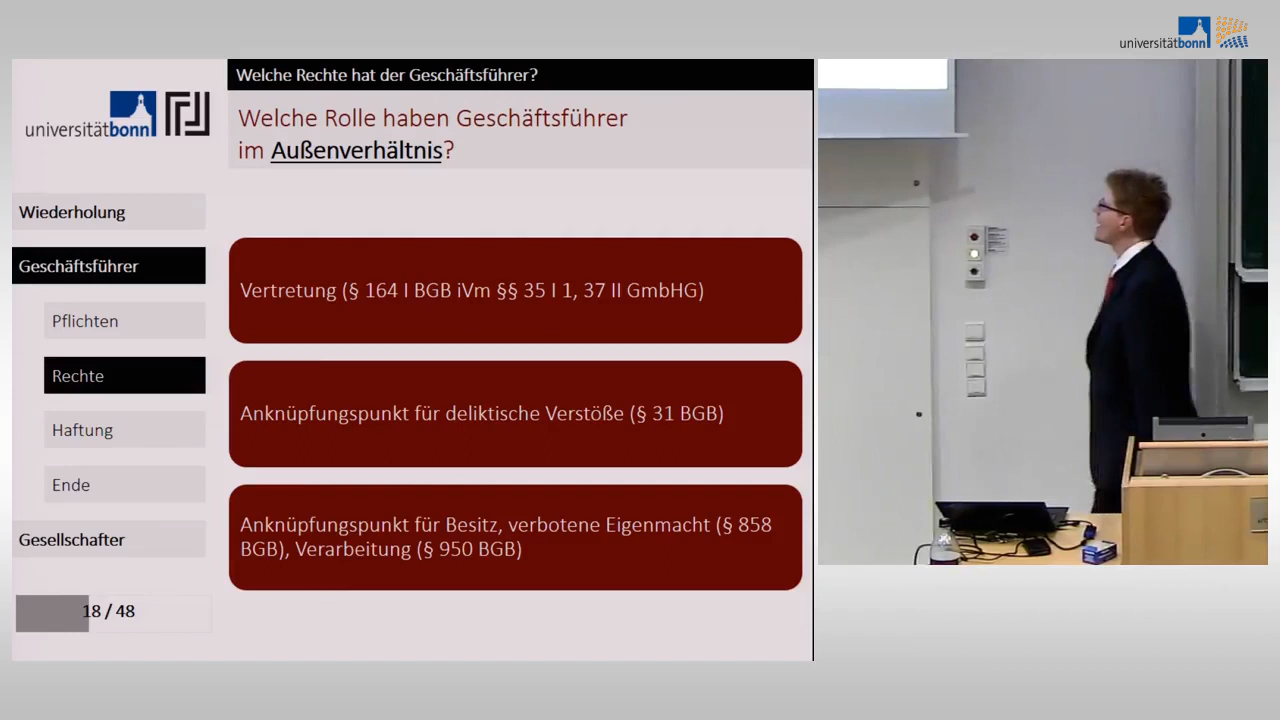 universitätbonn
Welche Rechte hat der Geschäftsführer?
universitätbonn
Welche Rolle haben Geschäftsführer
im Außenverhältnis?
Wiederholung
Geschäftsführer
Pflichten
Rechte
Haftung
Ende
Gesellschafter
18 / 48
Vertretung (§ 164 I BGB iVm §§ 35 I 1, 37 II GmbHG)
Anknüpfungspunkt für deliktische Verstöße (§ 31 BGB)
Anknüpfungspunkt für Besitz, verbotene Eigenmacht (§ 858
BGB), Verarbeitung (§ 950 BGB)